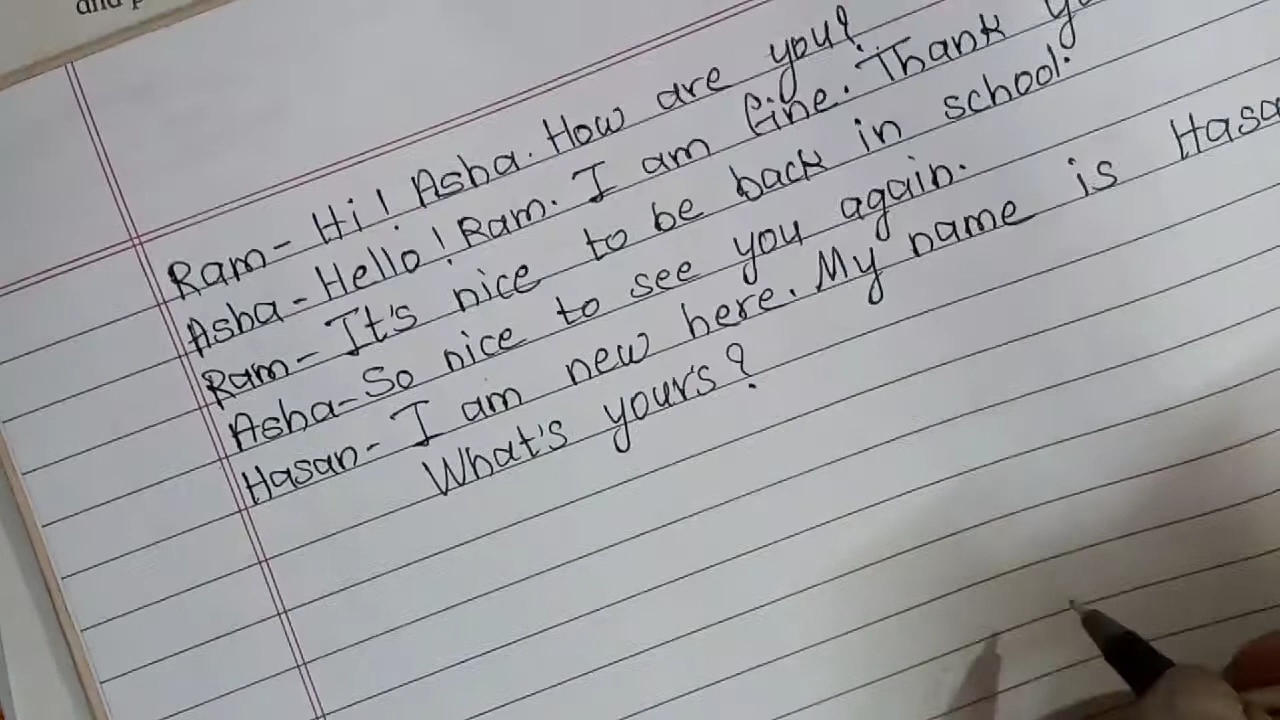 Ram- Hi! Asha. How are you?
Asha- Hello! Ram. I am fine. Thank
Ram- It's nice to be back in school.
Asha- So nice to see you again.
Hasan- I am new here. My name is
What's yours?